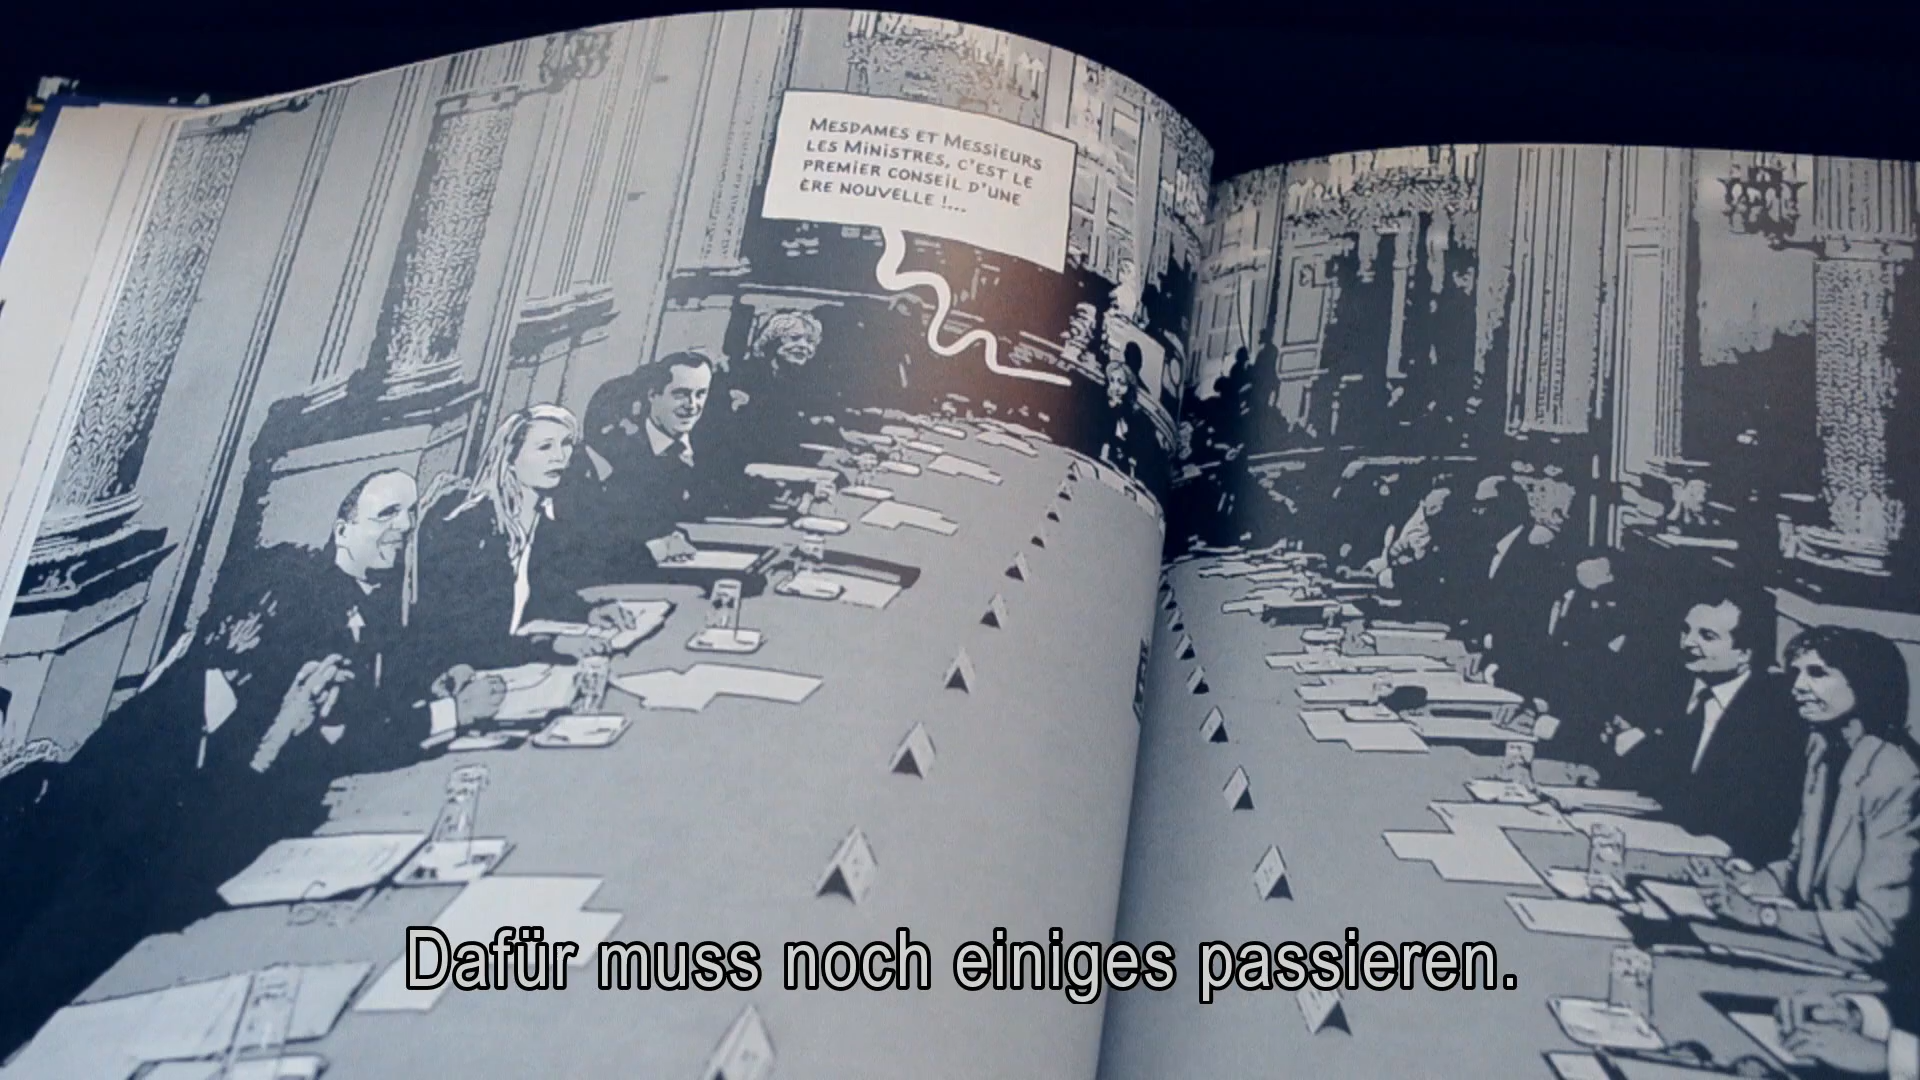 MESDAMES ET MESSIEURS
LES MINISTRES, C'EST LE
PREMIER CONSEIL D'UNE
ÈRE NOUVELLE !...
Dafür muss noch einiges passieren.